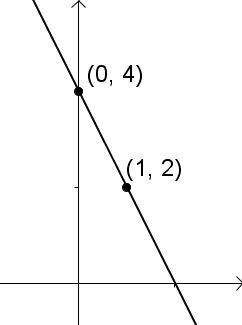 (0, 4)
(1, 2)